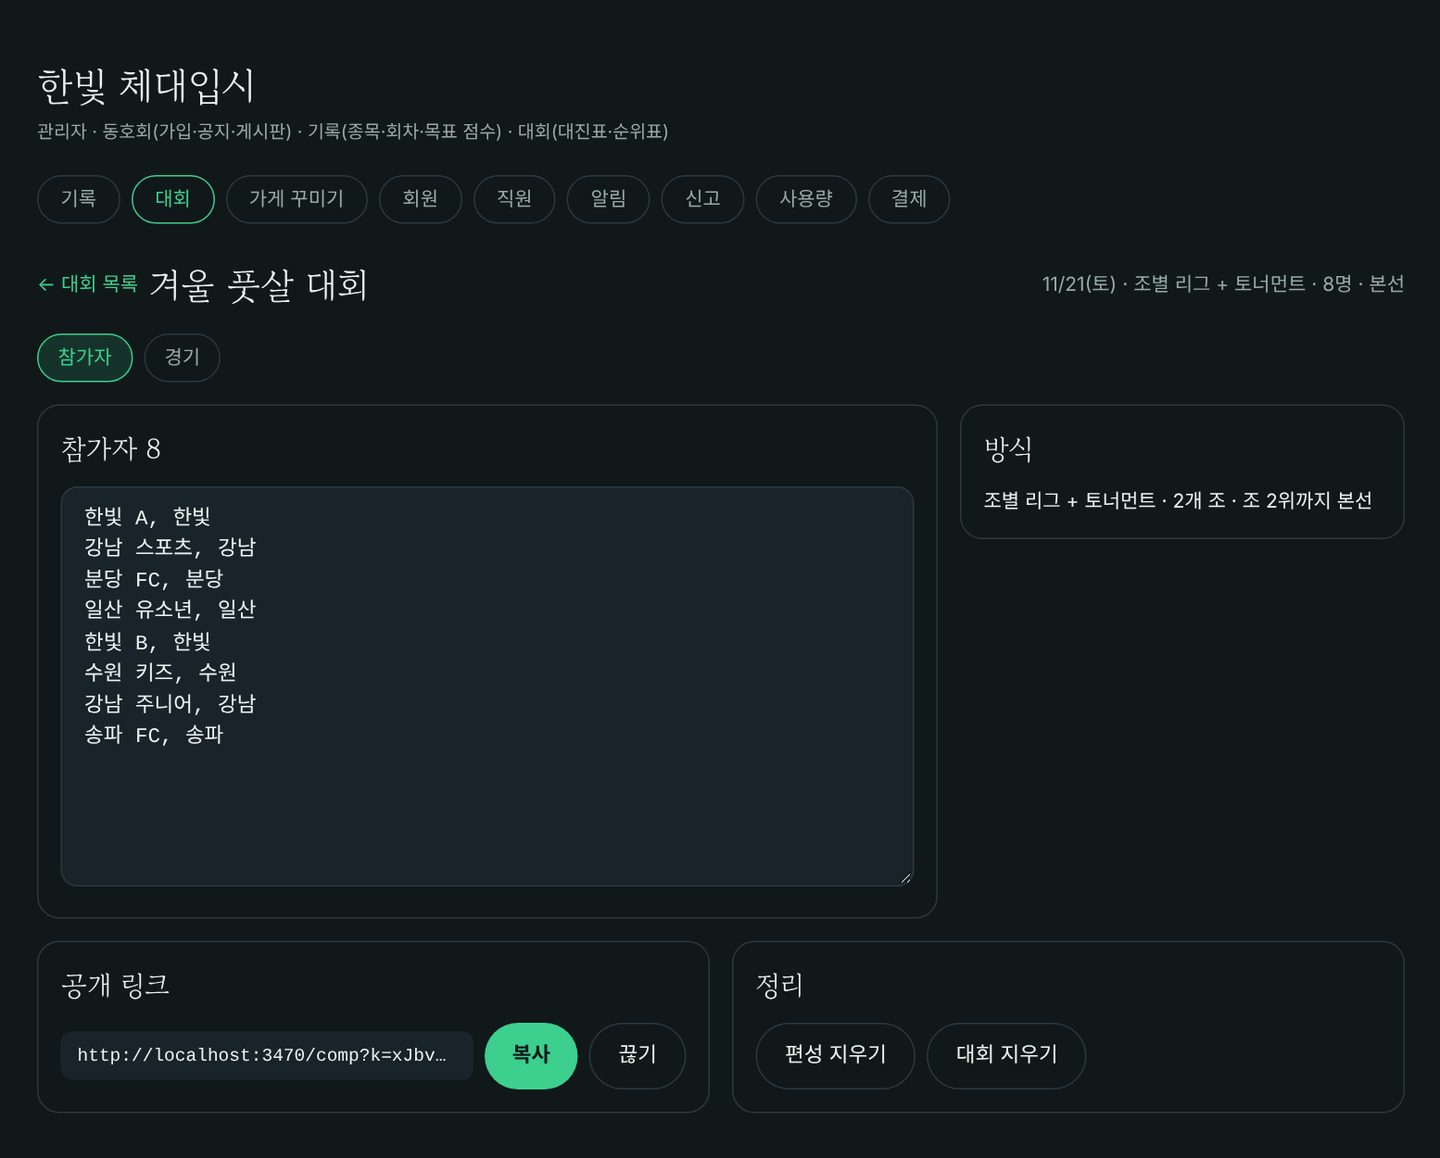 한빛 체대입시
관리자 · 동호회(가입·공지·게시판) · 기록(종목·회차·목표 점수) · 대회(대진표·순위표)
기록 대회 가게 꾸미기 회원 직원 알림 신고 사용량 결제
← 대회 목록 겨울 풋살 대회 11/21(토) · 조별 리그 + 토너먼트 · 8명 · 본선
참가자 경기
참가자 8
한빛 A, 한빛
강남 스포츠, 강남
분당 FC, 분당
일산 유소년, 일산
한빛 B, 한빛
수원 키즈, 수원
강남 주니어, 강남
송파 FC, 송파
방식
조별 리그 + 토너먼트 · 2개 조 · 조 2위까지 본선
공개 링크
http://localhost:3470/comp?k=xJbv…
복사 끊기
정리
편성 지우기 대회 지우기